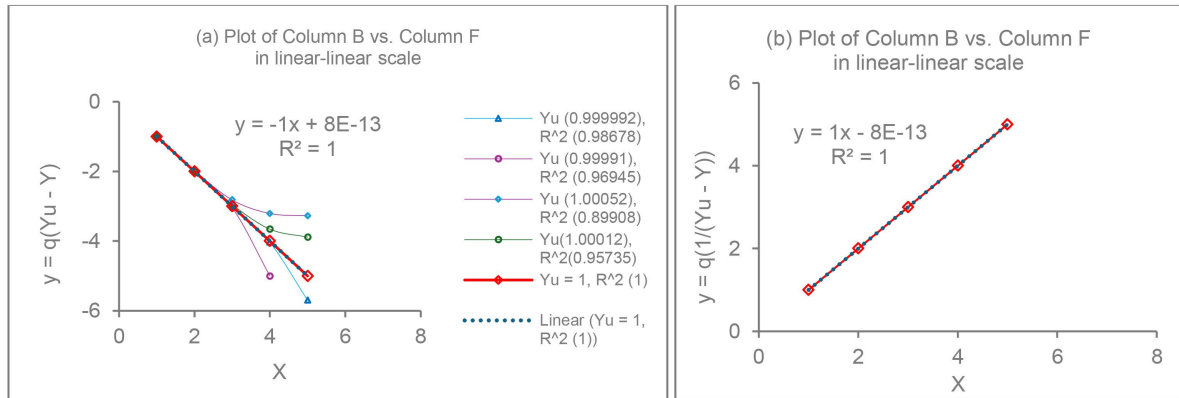 (a) Plot of Column B vs. Column F
in linear-linear scale
y = -1x + 8E-13
R² = 1
0
-2
-4
-6
y = q(Yu - Y)
0
2
4
6
8
X
Yu (0.999992),
R^2 (0.98678)
Yu (0.99991),
R^2 (0.96945)
Yu (1.00052),
R^2 (0.89908)
Yu(1.00012),
R^2(0.95735)
Yu = 1, R^2 (1)
Linear (Yu = 1,
R^2 (1))
(b) Plot of Column B vs. Column F
in linear-linear scale
y = 1x - 8E-13
R² = 1
6
4
2
0
y = q(1/(Yu - Y))
0
2
4
6
8
X